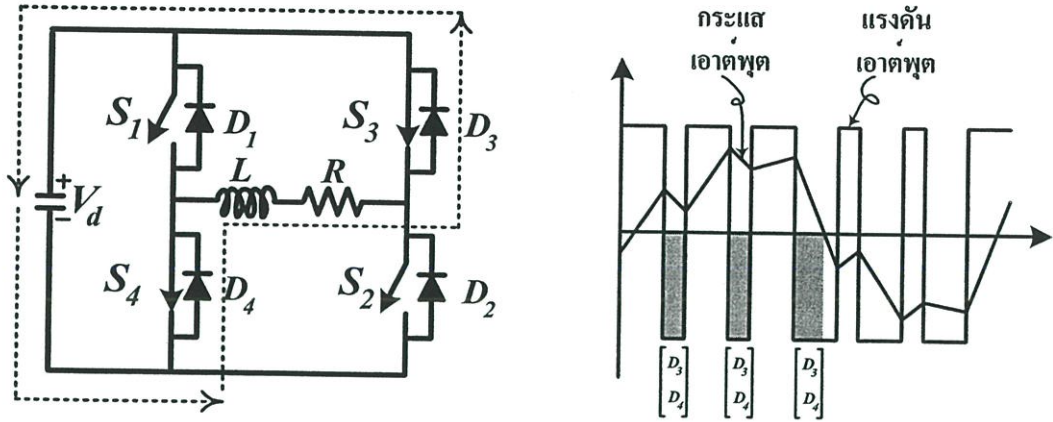 S1
D1
S3
D3
L
R
+
Vd
−
S4
D4
S2
D2
กระแส
เอาต์พุต
แรงดัน
เอาต์พุต
D3
D4
D3
D4
D3
D4